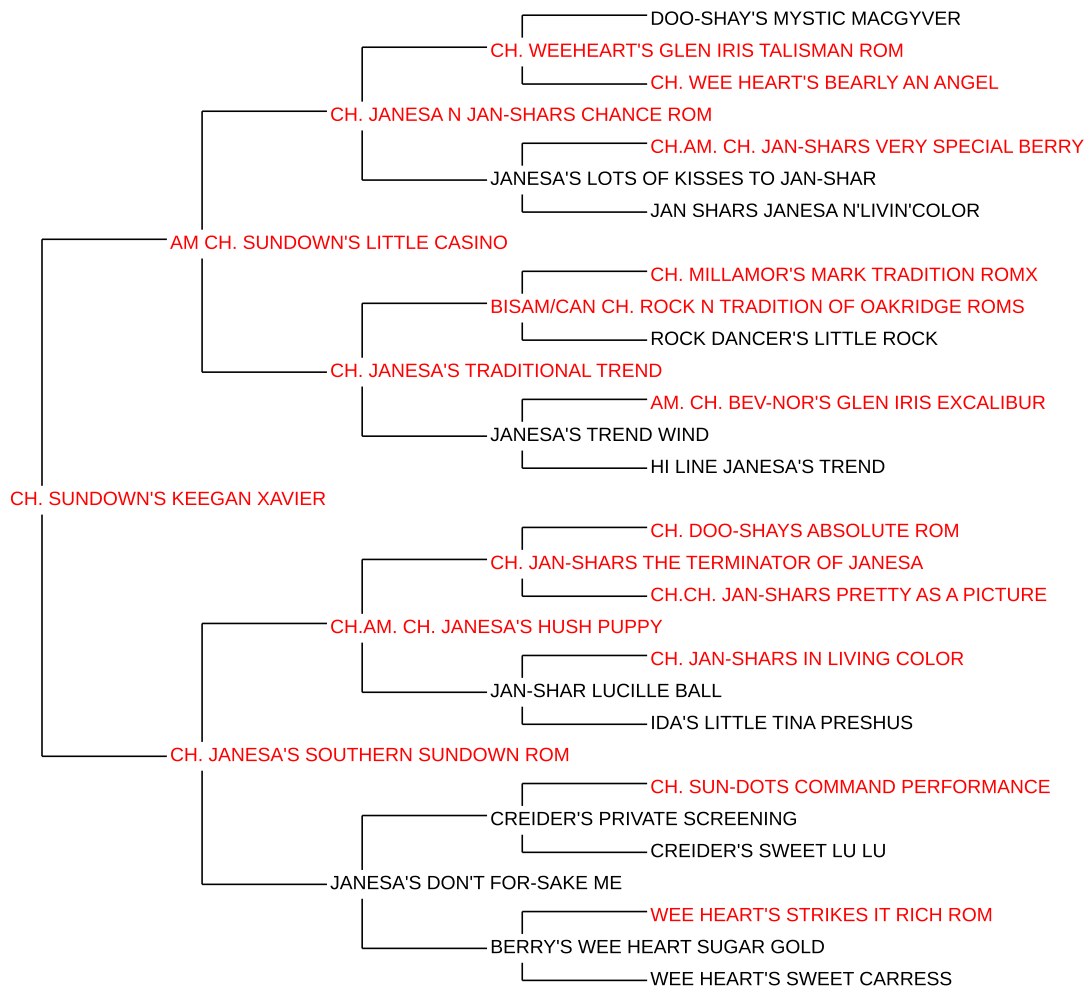 DOO-SHAY'S MYSTIC MACGYVER
CH. WEEHEART'S GLEN IRIS TALISMAN ROM
CH. WEE HEART'S BEARLY AN ANGEL
CH. JANESA N JAN-SHARS CHANCE ROM
CH.AM. CH. JAN-SHARS VERY SPECIAL BERRY
JANESA'S LOTS OF KISSES TO JAN-SHAR
JAN SHARS JANESA N'LIVIN'COLOR
AM CH. SUNDOWN'S LITTLE CASINO
CH. MILLAMOR'S MARK TRADITION ROMX
BISAM/CAN CH. ROCK N TRADITION OF OAKRIDGE ROMS
ROCK DANCER'S LITTLE ROCK
CH. JANESA'S TRADITIONAL TREND
AM. CH. BEV-NOR'S GLEN IRIS EXCALIBUR
JANESA'S TREND WIND
HI LINE JANESA'S TREND
CH. SUNDOWN'S KEEGAN XAVIER
CH. DOO-SHAYS ABSOLUTE ROM
CH. JAN-SHARS THE TERMINATOR OF JANESA
CH.CH. JAN-SHARS PRETTY AS A PICTURE
CH.AM. CH. JANESA'S HUSH PUPPY
CH. JAN-SHARS IN LIVING COLOR
JAN-SHAR LUCILLE BALL
IDA'S LITTLE TINA PRESHUS
CH. JANESA'S SOUTHERN SUNDOWN ROM
CH. SUN-DOTS COMMAND PERFORMANCE
CREIDER'S PRIVATE SCREENING
CREIDER'S SWEET LU LU
JANESA'S DON'T FOR-SAKE ME
WEE HEART'S STRIKES IT RICH ROM
BERRY'S WEE HEART SUGAR GOLD
WEE HEART'S SWEET CARRESS